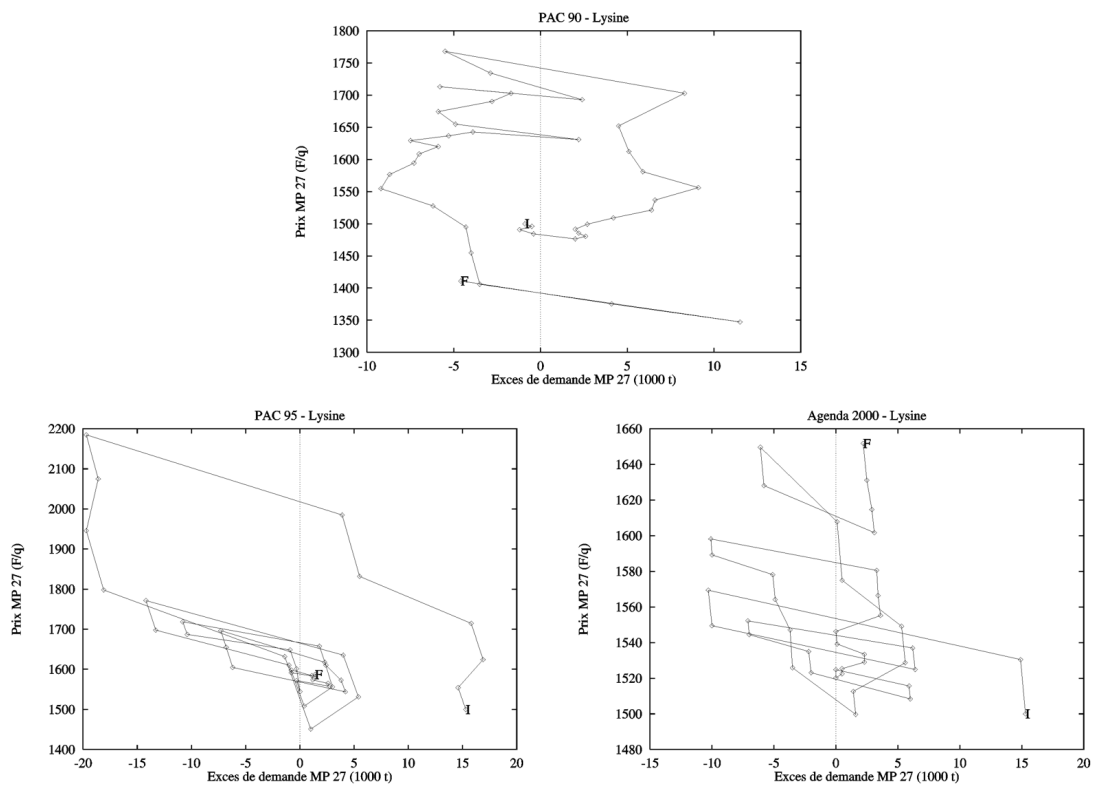 PAC 90 - Lysine
1800
1750
1700
1650
1600
1550
1500
1450
1400
1350
1300
Prix MP 27 (F/q)
I
F
-10 -5 0 5 10 15
Exces de demande MP 27 (1000 t)
PAC 95 - Lysine
2200
2100
2000
1900
1800
1700
1600
1500
1400
Prix MP 27 (F/q)
F
I
-20 -15 -10 -5 0 5 10 15 20
Exces de demande MP 27 (1000 t)
Agenda 2000 - Lysine
1660
1640
1620
1600
1580
1560
1540
1520
1500
1480
Prix MP 27 (F/q)
F
I
-15 -10 -5 0 5 10 15 20
Exces de demande MP 27 (1000 t)